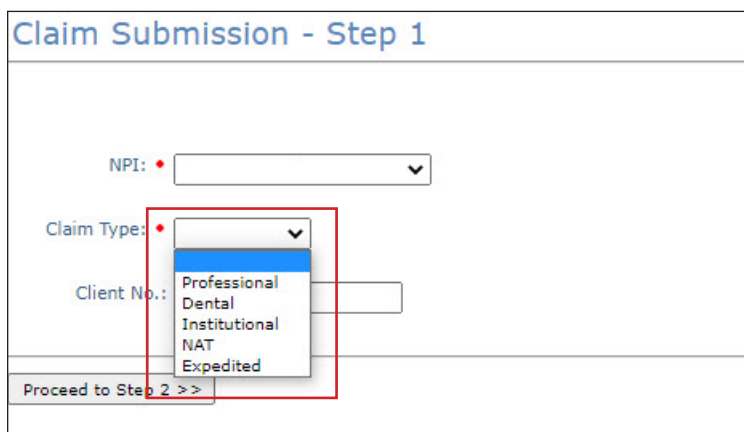 Claim Submission - Step 1
NPI:
Claim Type:
Professional
Client No.:
Dental
Institutional
NAT
Expedited
Proceed to Step 2 >>